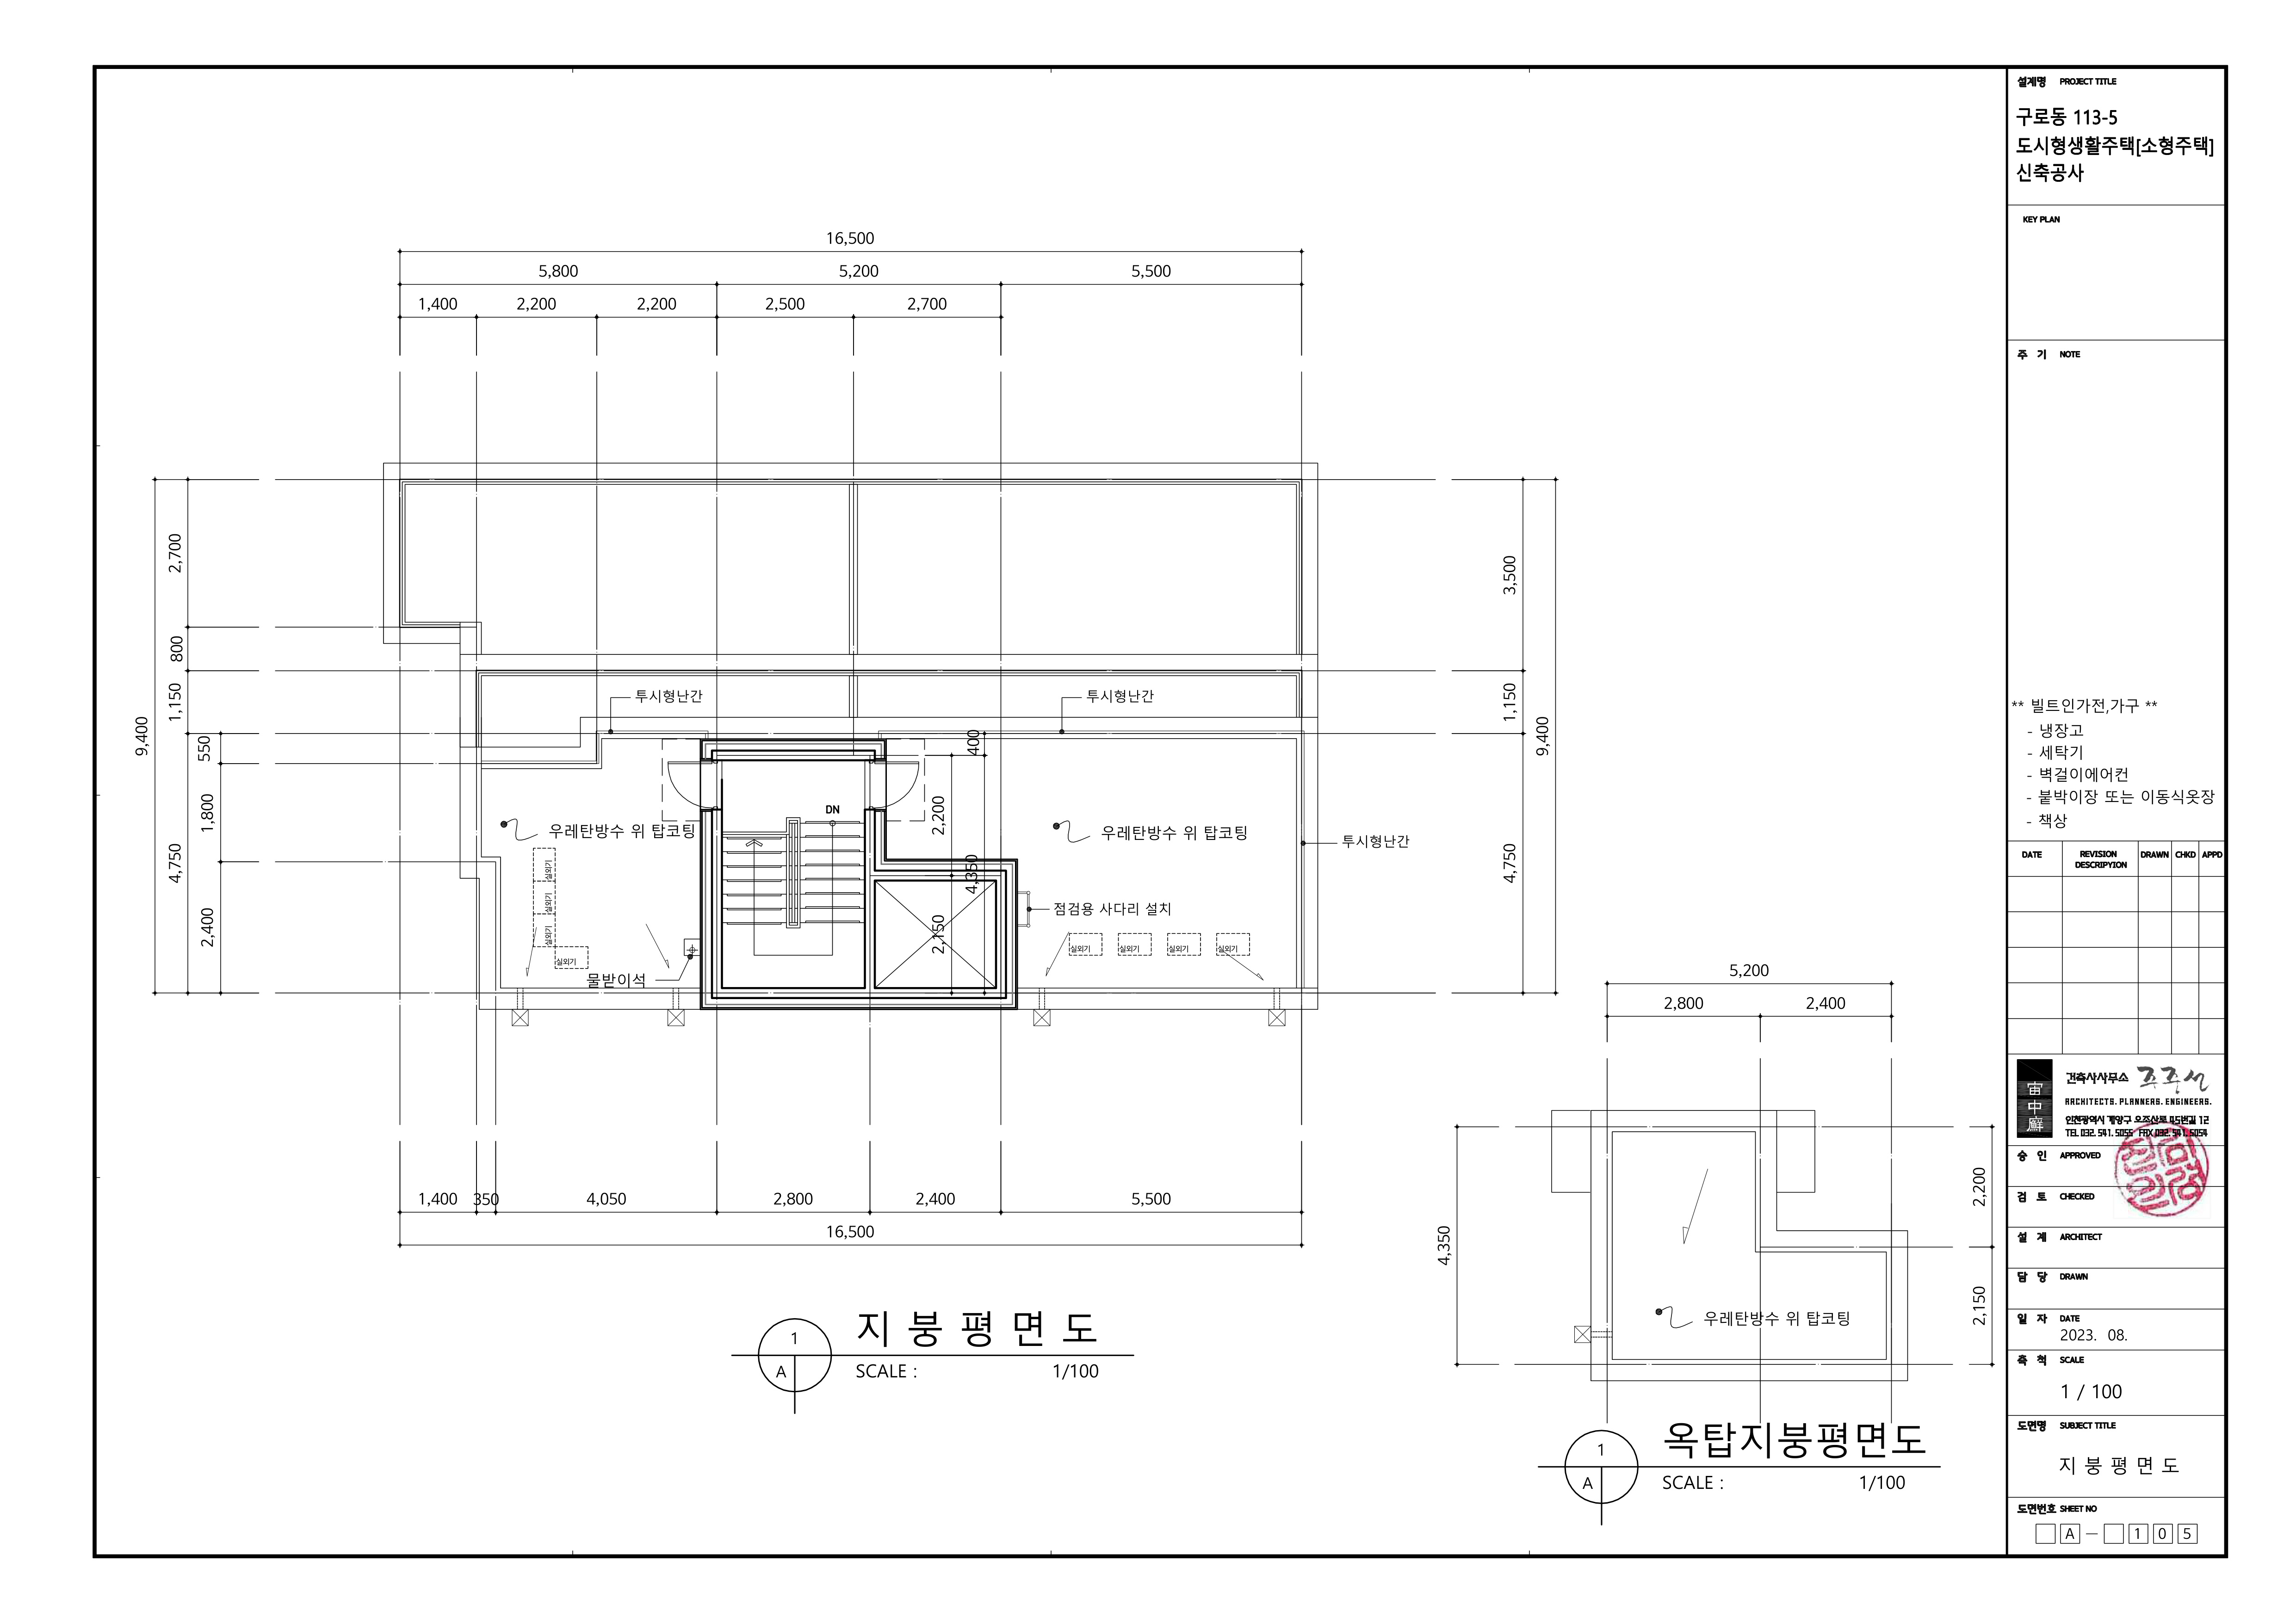 설계명 PROJECT TITLE
구로동 113-5
도시형생활주택[소형주택]
신축공사
KEY PLAN
주 기 NOTE
** 빌트인가전,가구 **
- 냉장고
- 세탁기
- 벽걸이에어컨
- 붙박이장 또는 이동식옷장
- 책상
DATE REVISION DESCRIPYION DRAWN CHKD APPD
宙中廨
건축사사무소
ARCHITECTS. PLANNERS. ENGINEERS.
인천광역시 계양구 오조산로 45번길 12
TEL 032. 541. 5055 FAX 032. 541. 5054
승 인 APPROVED
검 토 CHECKED
설 계 ARCHITECT
담 당 DRAWN
일 자 DATE
2023. 08.
축 척 SCALE
1 / 100
도면명 SUBJECT TITLE
지 붕 평 면 도
도면번호 SHEET NO
A - 1 0 5
16,500
5,800 5,200 5,500
1,400 2,200 2,200 2,500 2,700
9,400
2,700
800
1,150
4,750
550
1,800
2,400
3,500
1,150
4,750
9,400
투시형난간
투시형난간
투시형난간
400
2,200
4,350
2,150
DN
우레탄방수 위 탑코팅
우레탄방수 위 탑코팅
점검용 사다리 설치
실외기
실외기
실외기
실외기
실외기 실외기 실외기 실외기
물받이석
1,400 350 4,050 2,800 2,400 5,500
16,500
1
A
지 붕 평 면 도
SCALE : 1/100
5,200
2,800 2,400
4,350
2,200
2,150
우레탄방수 위 탑코팅
1
A
옥탑지붕평면도
SCALE : 1/100